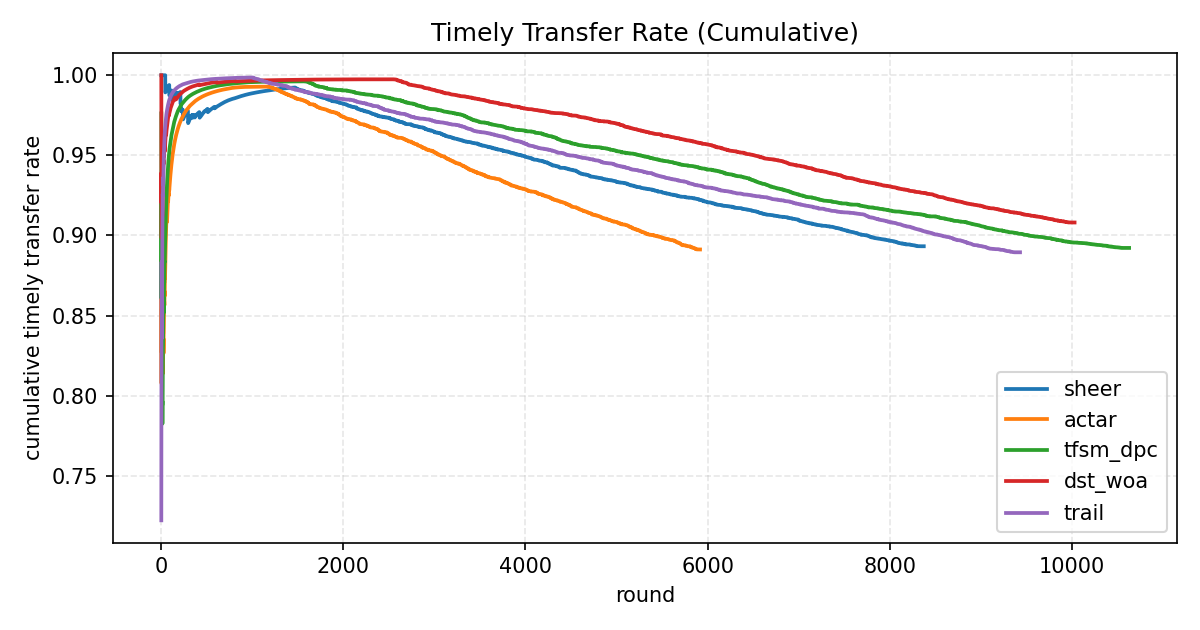 Timely Transfer Rate (Cumulative)
cumulative timely transfer rate
1.00
0.95
0.90
0.85
0.80
0.75
0
2000
4000
6000
8000
10000
round
sheer
actar
tfsm_dpc
dst_woa
trail